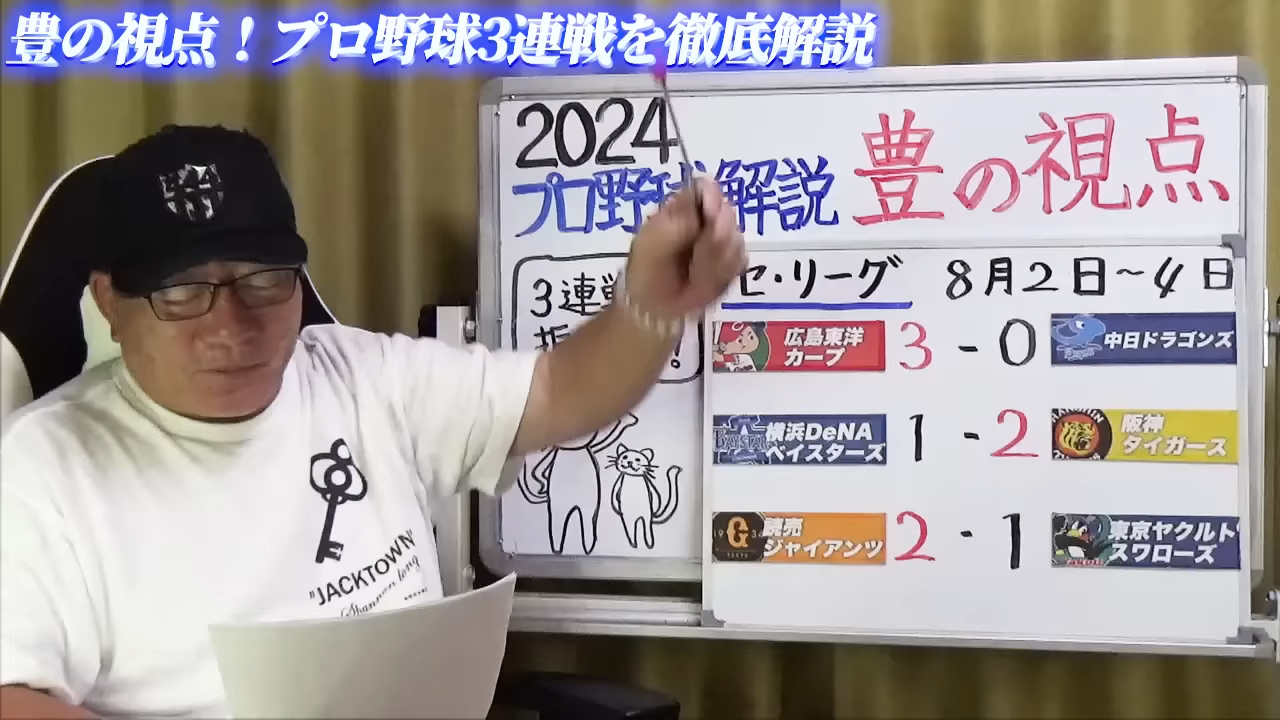 豊の視点！プロ野球3連戦を徹底解説
2024
プロ野球解説
豊の視点
3連戦
セ・リーグ 8月2日～4日
広島東洋
カープ
3 - 0
中日ドラゴンズ
横浜DeNA
ベイスターズ
1 - 2
阪神
タイガース
読売
ジャイアンツ
2 - 1
東京ヤクルト
スワローズ
"JACKTOWN"
Shannon long